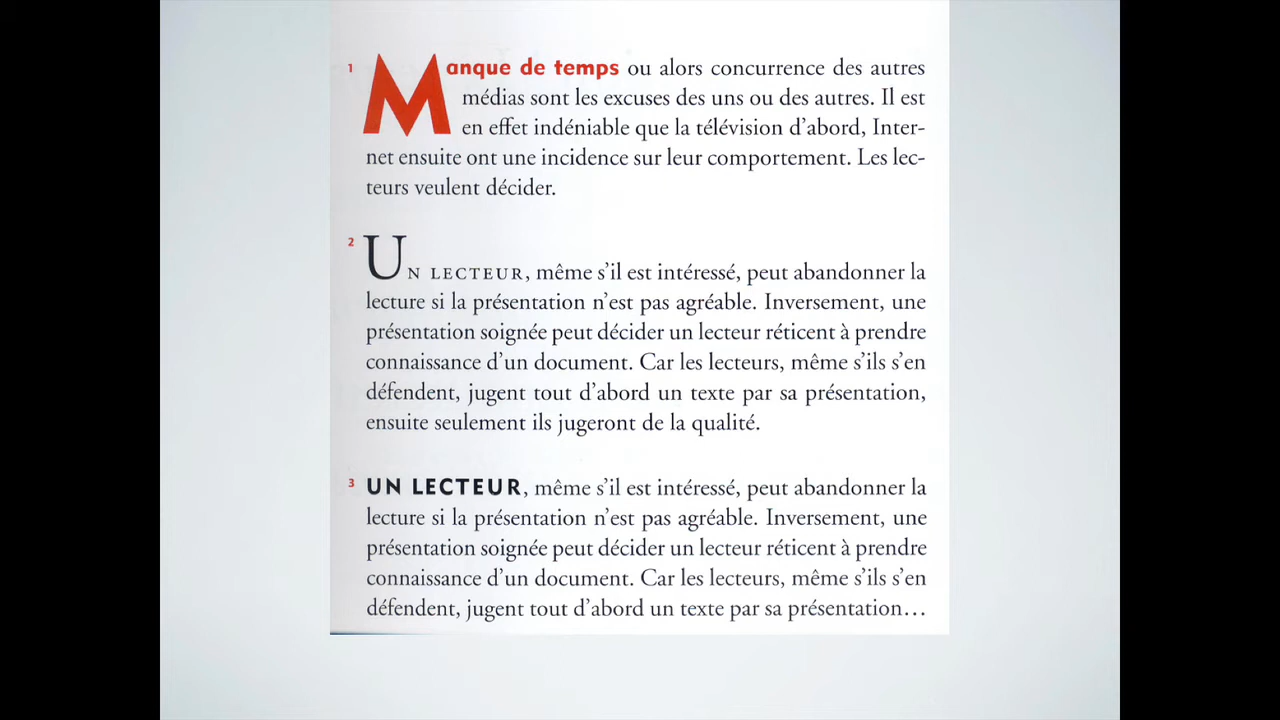 1 Manque de temps ou alors concurrence des autres
médias sont les excuses des uns ou des autres. Il est
en effet indéniable que la télévision d'abord, Inter-
net ensuite ont une incidence sur leur comportement. Les lec-
teurs veulent décider.
2 UN LECTEUR, même s'il est intéressé, peut abandonner la
lecture si la présentation n'est pas agréable. Inversement, une
présentation soignée peut décider un lecteur réticent à prendre
connaissance d'un document. Car les lecteurs, même s'ils s'en
défendent, jugent tout d'abord un texte par sa présentation,
ensuite seulement ils jugeront de la qualité.
3 UN LECTEUR, même s'il est intéressé, peut abandonner la
lecture si la présentation n'est pas agréable. Inversement, une
présentation soignée peut décider un lecteur réticent à prendre
connaissance d'un document. Car les lecteurs, même s'ils s'en
défendent, jugent tout d'abord un texte par sa présentation…